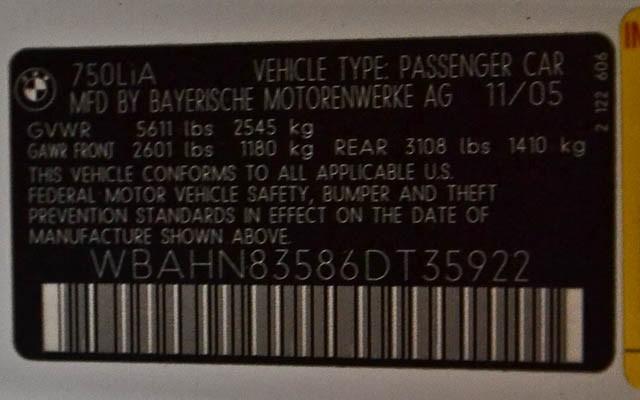 BMW
750LiA VEHICLE TYPE: PASSENGER CAR
MFD BY BAYERISCHE MOTORENWERKE AG 11/05
GVWR 5611 lbs 2545 kg
GAWR FRONT 2601 lbs 1180 kg REAR 3108 lbs 1410 kg
THIS VEHICLE CONFORMS TO ALL APPLICABLE U.S.
FEDERAL MOTOR VEHICLE SAFETY, BUMPER AND THEFT
PREVENTION STANDARDS IN EFFECT ON THE DATE OF
MANUFACTURE SHOWN ABOVE.
WBAHN83586DT35922
2 122 606